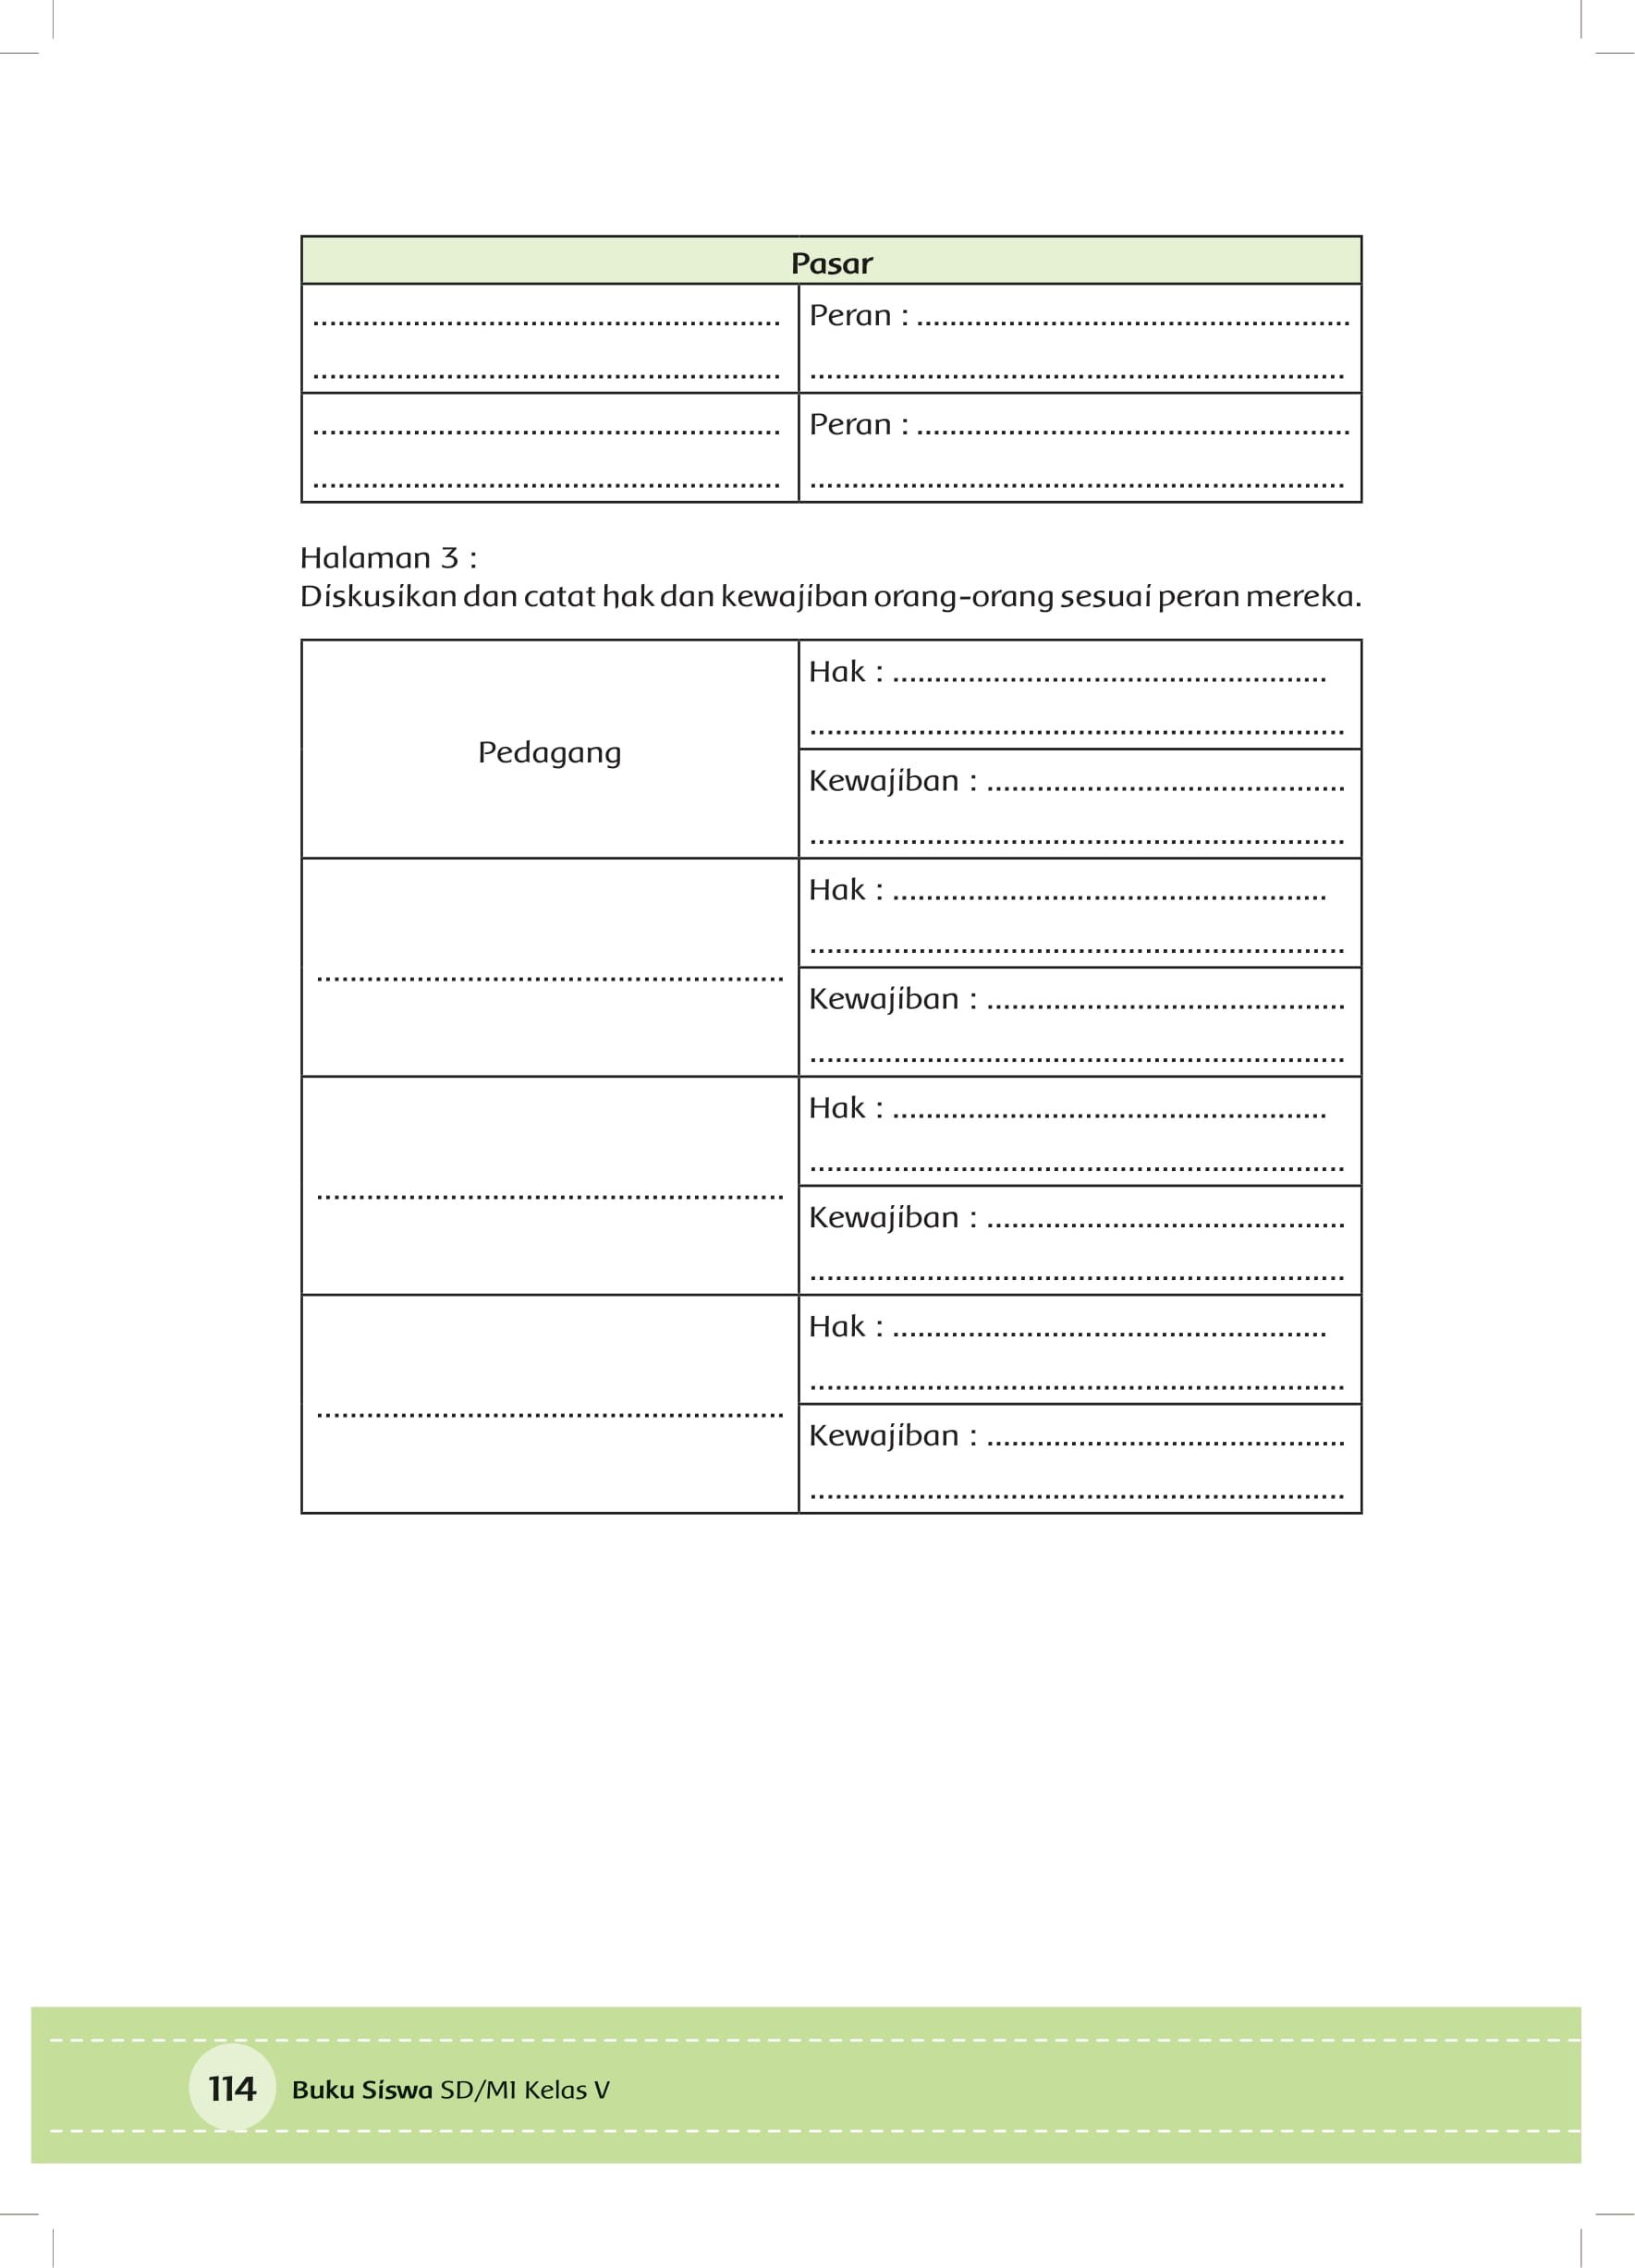 Pasar
........................................................ Peran : ....................................................
........................................................ ................................................................
........................................................ Peran : ....................................................
........................................................ ................................................................
Halaman 3 :
Diskusikan dan catat hak dan kewajiban orang-orang sesuai peran mereka.
Hak : ....................................................
................................................................
Pedagang
Kewajiban : ...........................................
................................................................
Hak : ....................................................
................................................................
........................................................
Kewajiban : ...........................................
................................................................
Hak : ....................................................
................................................................
........................................................
Kewajiban : ...........................................
................................................................
Hak : ....................................................
................................................................
........................................................
Kewajiban : ...........................................
................................................................
114 Buku Siswa SD/MI Kelas V